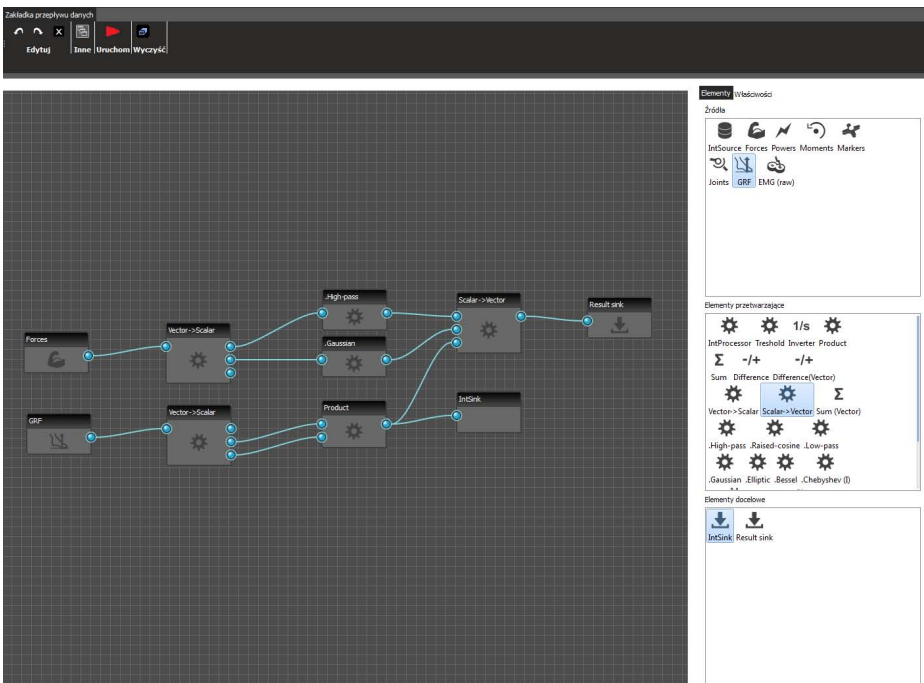 Zakładka przepływu danych
Edytuj Inne Uruchom Wyczyść
Elementy Właściwości
Źródła
IntSource Forces Powers Moments Markers
Joints GRF EMG (raw)
.High-pass
Scalar->Vector
Result sink
Forces
Vector->Scalar
.Gaussian
IntSink
GRF
Vector->Scalar
Product
Elementy przetwarzające
1/s
IntProcessor Treshold Inverter Product
Σ -/+ -/+
Sum Difference Difference(Vector)
Σ
Vector->Scalar Scalar->Vector Sum (Vector)
.High-pass .Raised-cosine .Low-pass
.Gaussian .Elliptic .Bessel .Chebyshev (I)
Elementy docelowe
IntSink Result sink